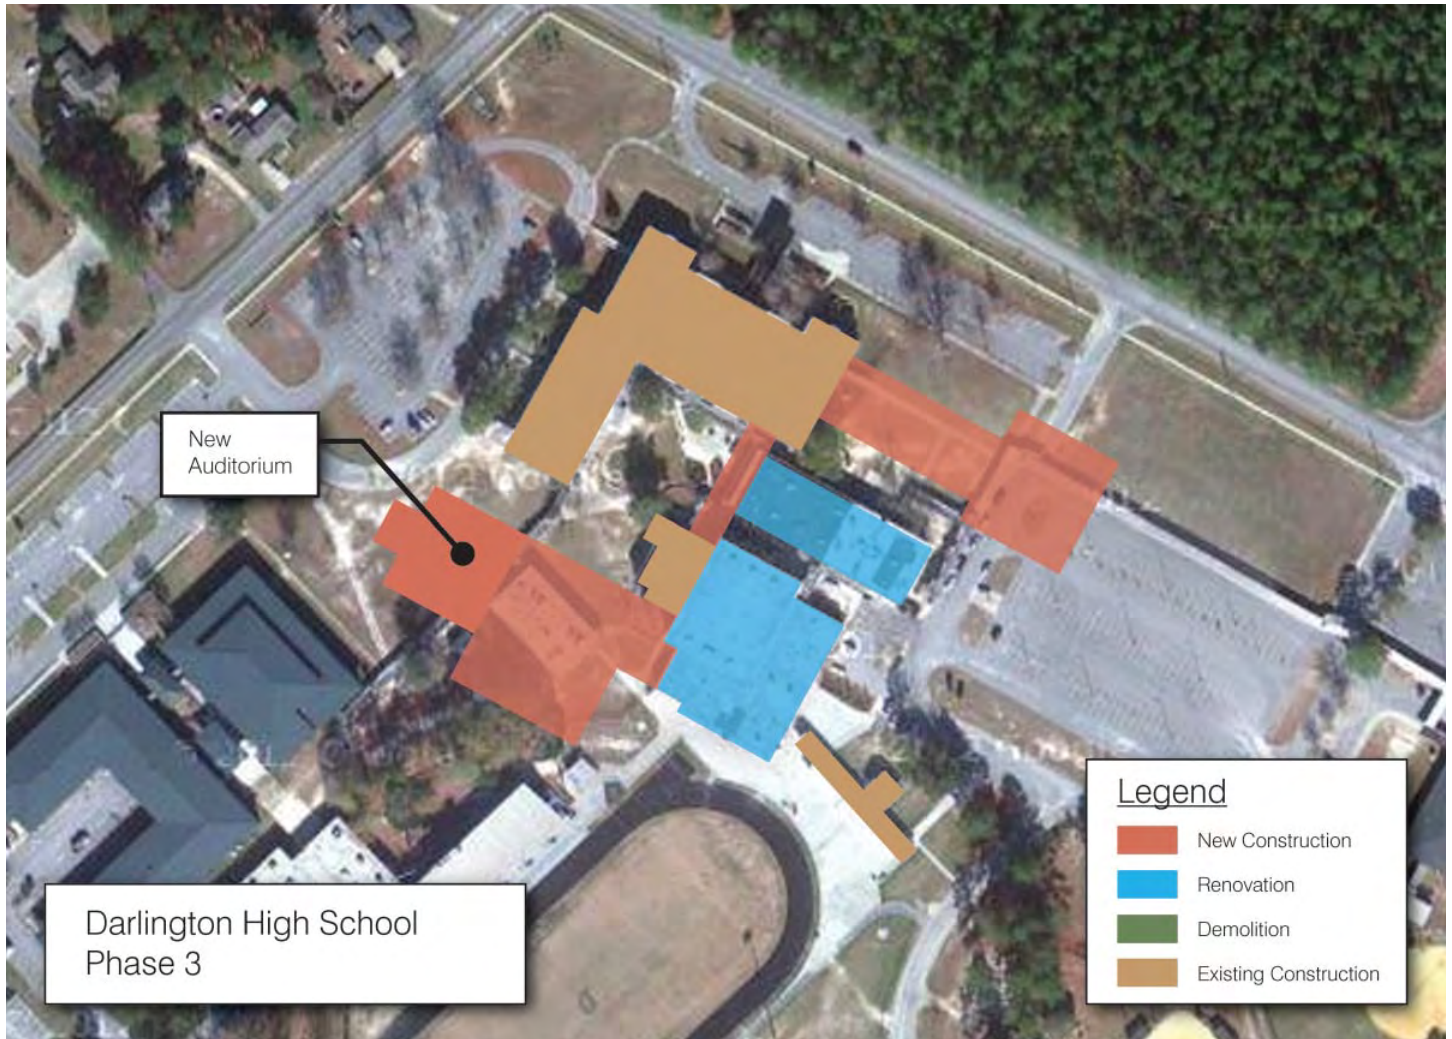 New
Auditorium
Legend
New Construction
Renovation
Demolition
Existing Construction
Darlington High School
Phase 3